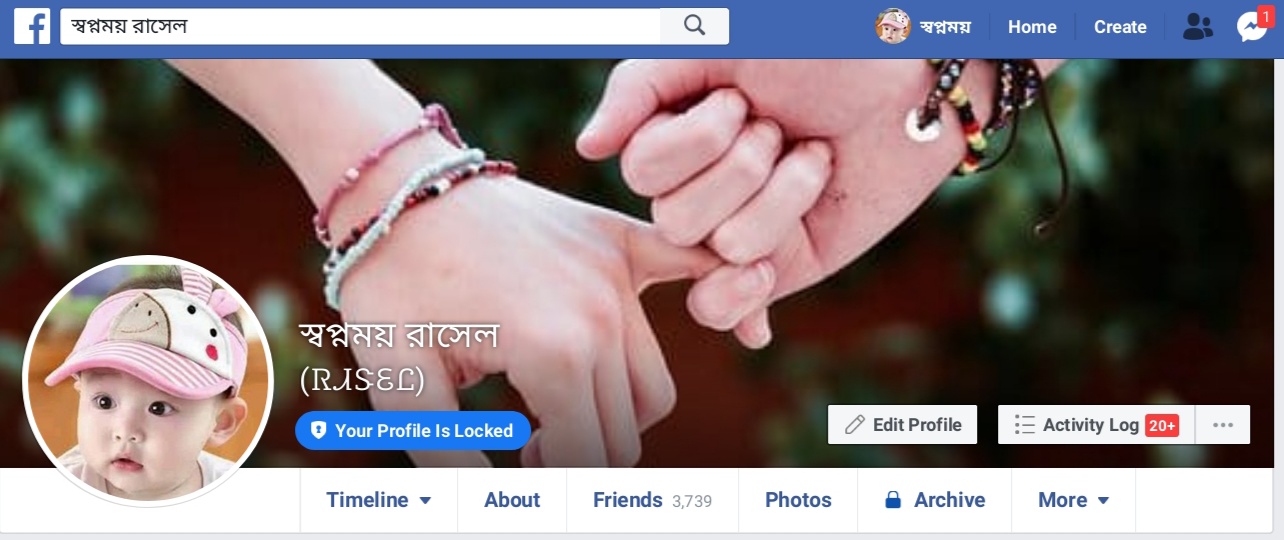 স্বপ্নময় রাসেল
স্বপ্নময়
Home
Create
1
স্বপ্নময় রাসেল
Your Profile Is Locked
Edit Profile
Activity Log 20+
Timeline
About
Friends 3,739
Photos
Archive
More